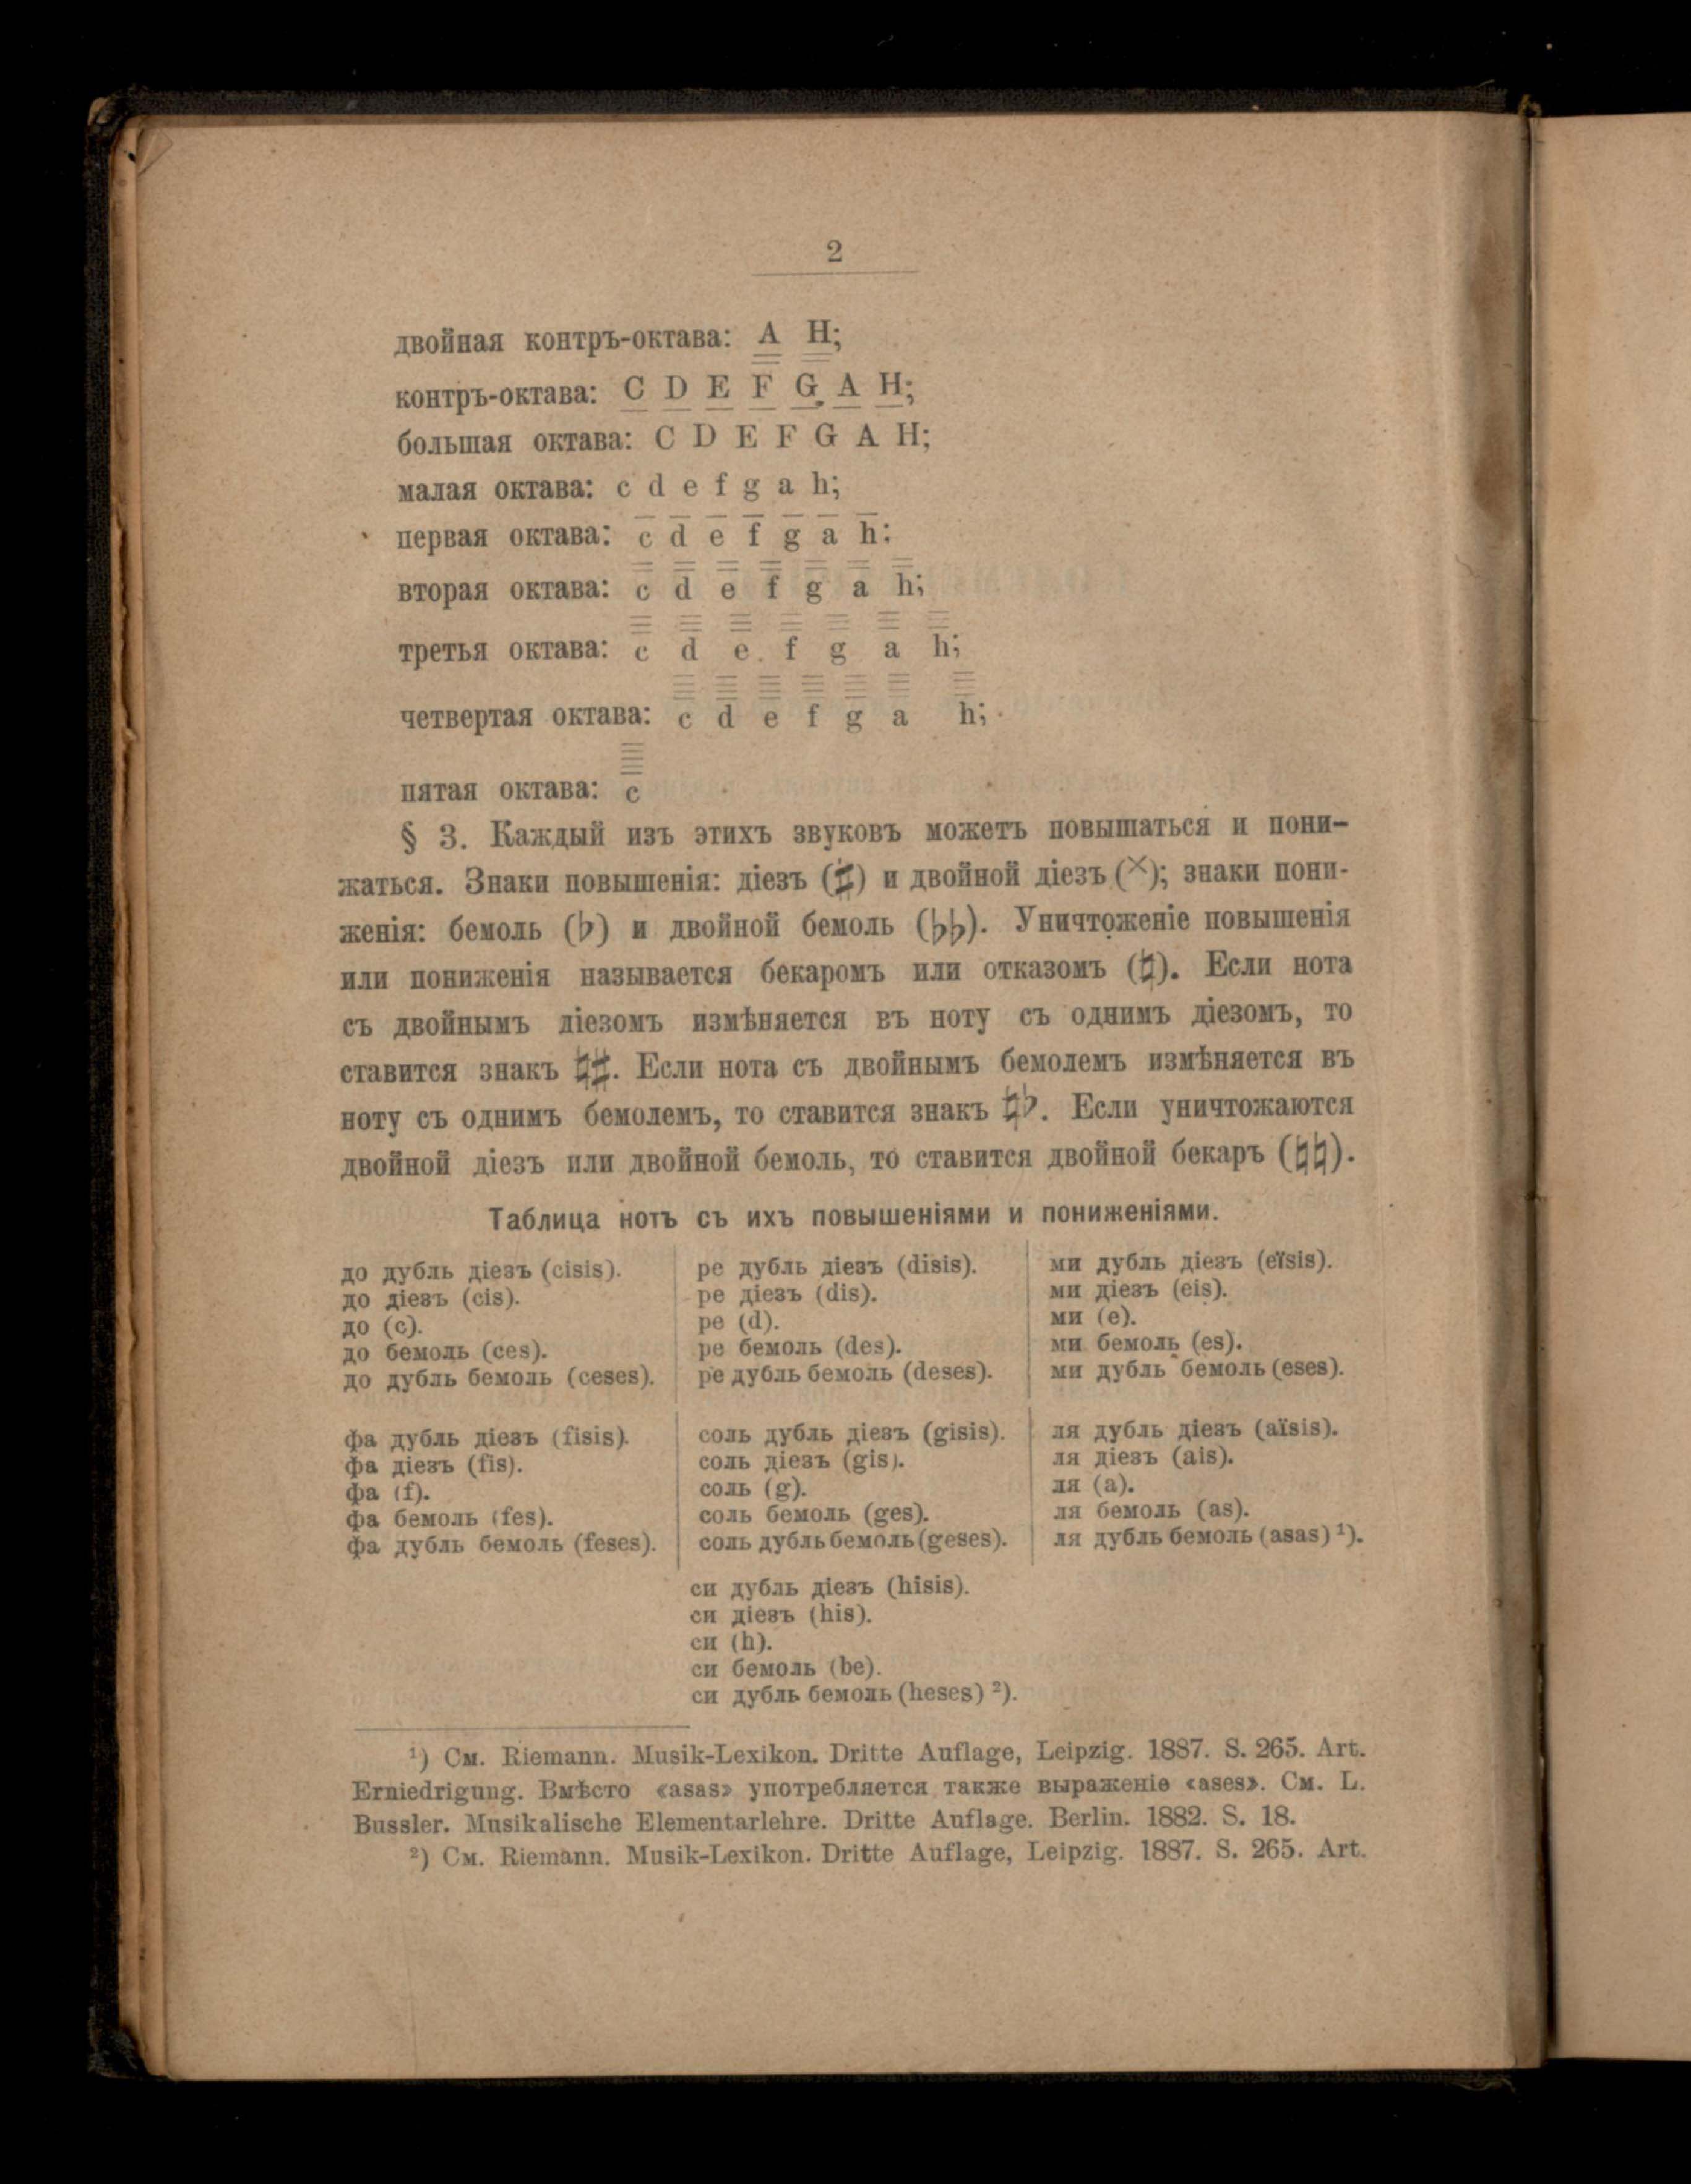 2
двойная контръ-октава: A H;
контръ-октава: C D E F G A H;
большая октава: C D E F G A H;
малая октава: c d e f g a h;
первая октава: c d e f g a h:
вторая октава: c d e f g a h;
третья октава: c d e f g a h;
четвертая октава: c d e f g a h;
пятая октава: c
§ 3. Каждый изъ этихъ звуковъ можетъ повышаться и пони-
жаться. Знаки повышенія: діезъ (♯) и двойной діезъ (×); знаки пони-
женія: бемоль (♭) и двойной бемоль (♭♭). Уничтоженіе повышенія
или пониженія называется бекаромъ или отказомъ (♮). Если нота
съ двойнымъ діезомъ измѣняется въ ноту съ однимъ діезомъ, то
ставится знакъ ♮♯. Если нота съ двойнымъ бемолемъ измѣняется въ
ноту съ однимъ бемолемъ, то ставится знакъ ♮♭. Если уничтожаются
двойной діезъ или двойной бемоль, то ставится двойной бекаръ (♮♮).
Таблица нотъ съ ихъ повышеніями и пониженіями.
до дубль діезъ (cisis).
до діезъ (cis).
до (c).
до бемоль (ces).
до дубль бемоль (ceses).
ре дубль діезъ (disis).
ре діезъ (dis).
ре (d).
ре бемоль (des).
ре дубль бемоль (deses).
ми дубль діезъ (eïsis).
ми діезъ (eis).
ми (e).
ми бемоль (es).
ми дубль бемоль (eses).
фа дубль діезъ (fisis).
фа діезъ (fis).
фа (f).
фа бемоль (fes).
фа дубль бемоль (feses).
соль дубль діезъ (gisis).
соль діезъ (gis).
соль (g).
соль бемоль (ges).
соль дубль бемоль (geses).
ля дубль діезъ (aïsis).
ля діезъ (ais).
ля (a).
ля бемоль (as).
ля дубль бемоль (asas) ¹).
си дубль діезъ (hisis).
си діезъ (his).
си (h).
си бемоль (be).
си дубль бемоль (heses) ²).
¹) См. Riemann. Musik-Lexikon. Dritte Auflage, Leipzig. 1887. S. 265. Art.
Erniedrigung. Вмѣсто «asas» употребляется также выраженіе «ases». См. L.
Bussler. Musikalische Elementarlehre. Dritte Auflage. Berlin. 1882. S. 18.
²) См. Riemann. Musik-Lexikon. Dritte Auflage, Leipzig. 1887. S. 265. Art.